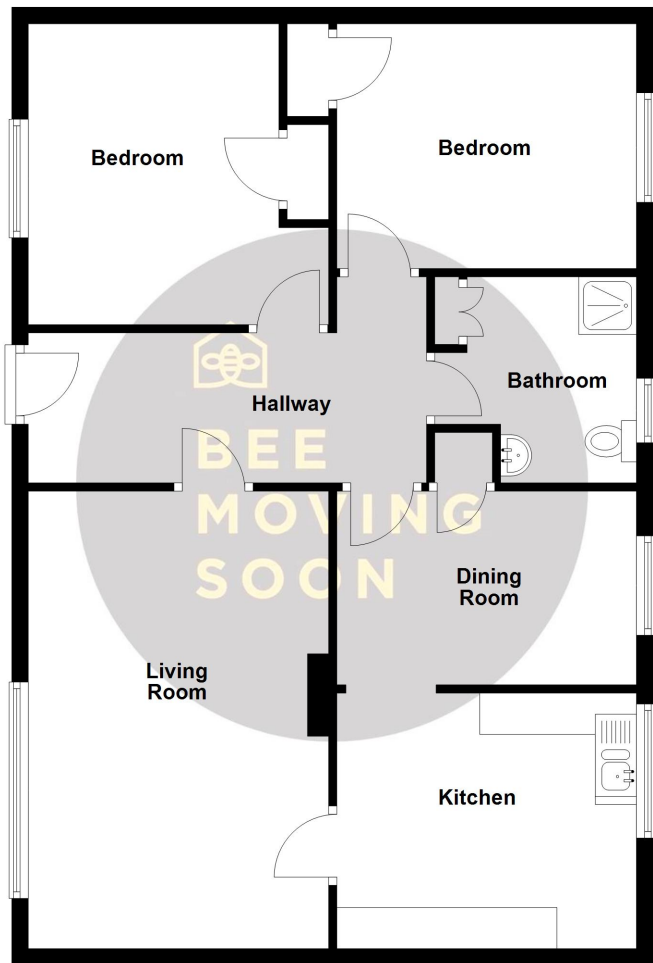 Bedroom
Bedroom
Bathroom
Hallway
BEE
MOVING
SOON
Dining
Room
Living
Room
Kitchen